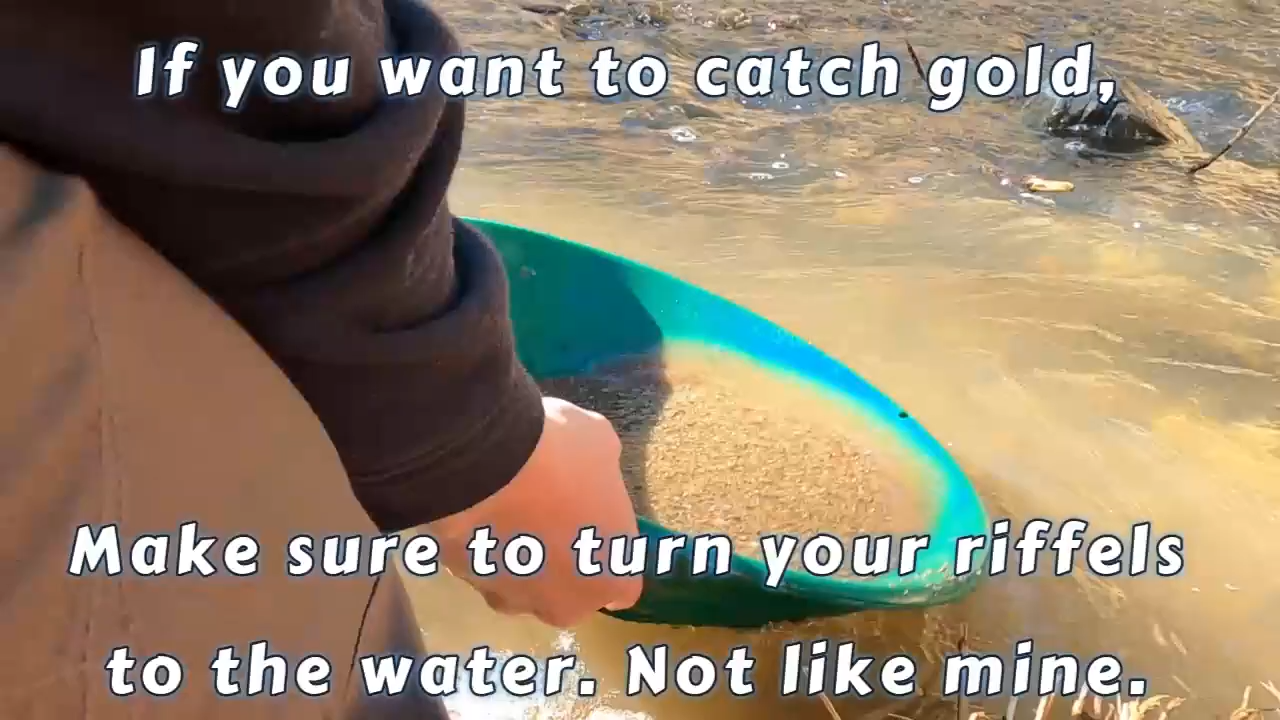 If you want to catch gold,
Make sure to turn your riffels
to the water. Not like mine.